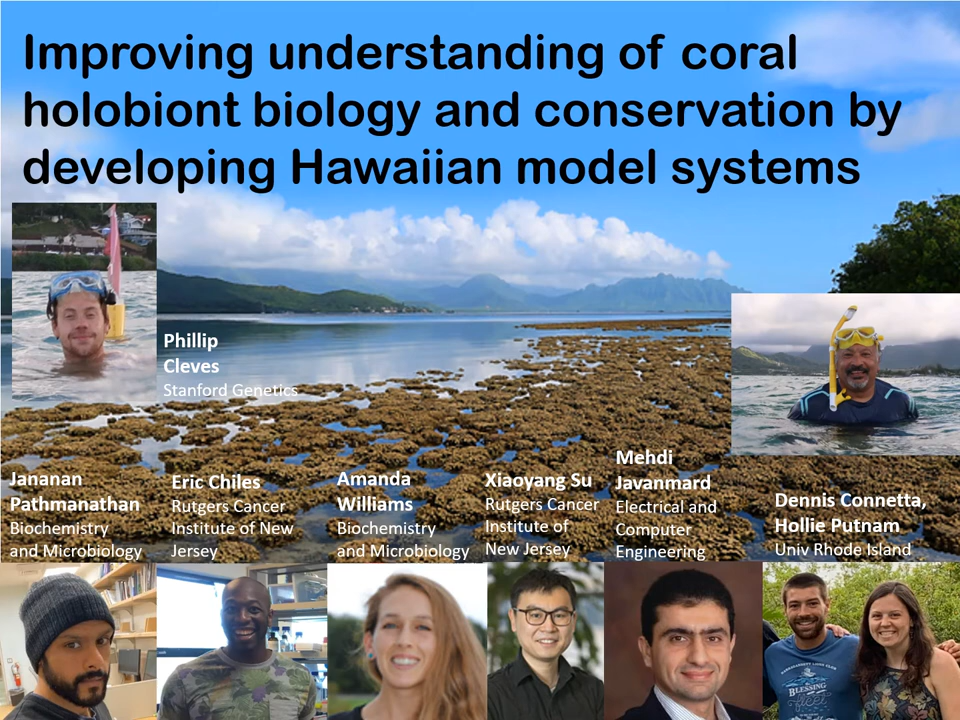 Improving understanding of coral
holobiont biology and conservation by
developing Hawaiian model systems
Phillip
Cleves
Stanford Genetics
Jananan
Pathmanathan
Biochemistry
and Microbiology
Eric Chiles
Rutgers Cancer
Institute of New
Jersey
Amanda
Williams
Biochemistry
and Microbiology
Xiaoyang Su
Rutgers Cancer
Institute of
New Jersey
Mehdi
Javanmard
Electrical and
Computer
Engineering
Dennis Connetta,
Hollie Putnam
Univ Rhode Island
BLESSING